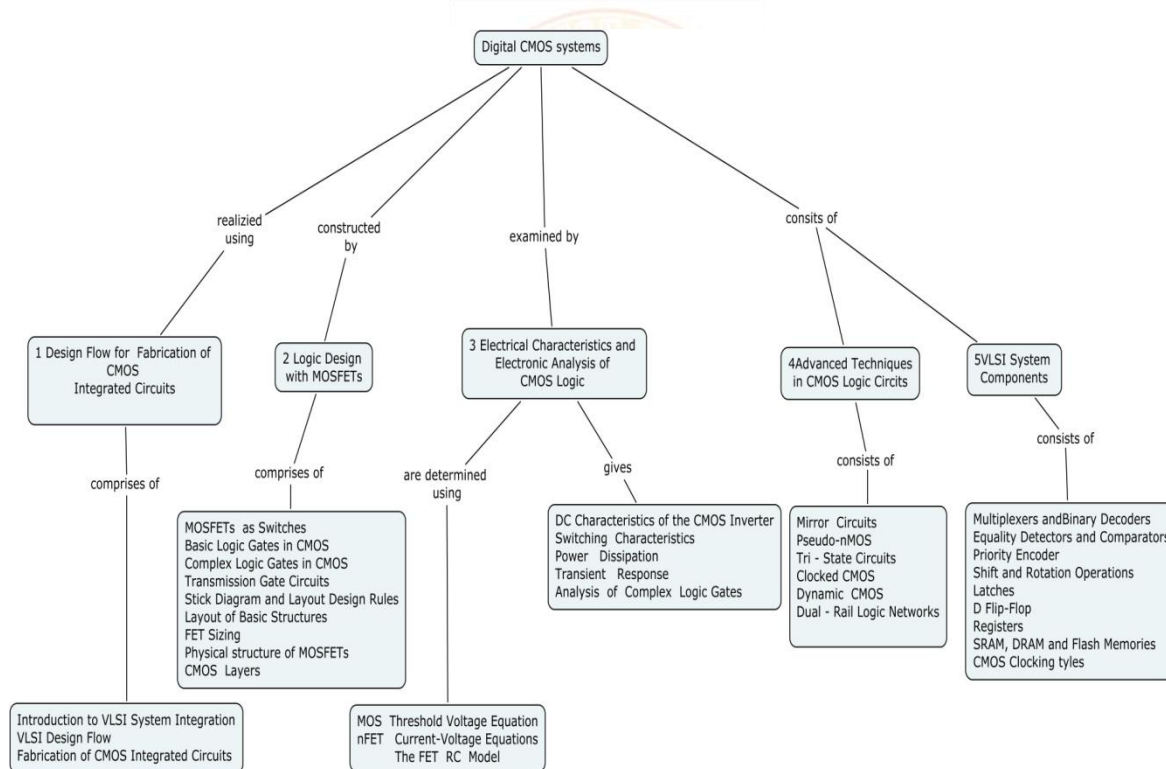 Digital CMOS systems
realizied
using
constructed
by
examined by
consits of
1 Design Flow for Fabrication of
CMOS
Integrated Circuits
2 Logic Design
with MOSFETs
3 Electrical Characteristics and
Electronic Analysis of
CMOS Logic
4Advanced Techniques
in CMOS Logic Circits
5VLSI System
Components
comprises of
comprises of
are determined
using
gives
consists of
consists of
Introduction to VLSI System Integration
VLSI Design Flow
Fabrication of CMOS Integrated Circuits
MOSFETs as Switches
Basic Logic Gates in CMOS
Complex Logic Gates in CMOS
Transmission Gate Circuits
Stick Diagram and Layout Design Rules
Layout of Basic Structures
FET Sizing
Physical structure of MOSFETs
CMOS Layers
MOS Threshold Voltage Equation
nFET Current-Voltage Equations
The FET RC Model
DC Characteristics of the CMOS Inverter
Switching Characteristics
Power Dissipation
Transient Response
Analysis of Complex Logic Gates
Mirror Circuits
Pseudo-nMOS
Tri - State Circuits
Clocked CMOS
Dynamic CMOS
Dual - Rail Logic Networks
Multiplexers andBinary Decoders
Equality Detectors and Comparators
Priority Encoder
Shift and Rotation Operations
Latches
D Flip-Flop
Registers
SRAM, DRAM and Flash Memories
CMOS Clocking tyles